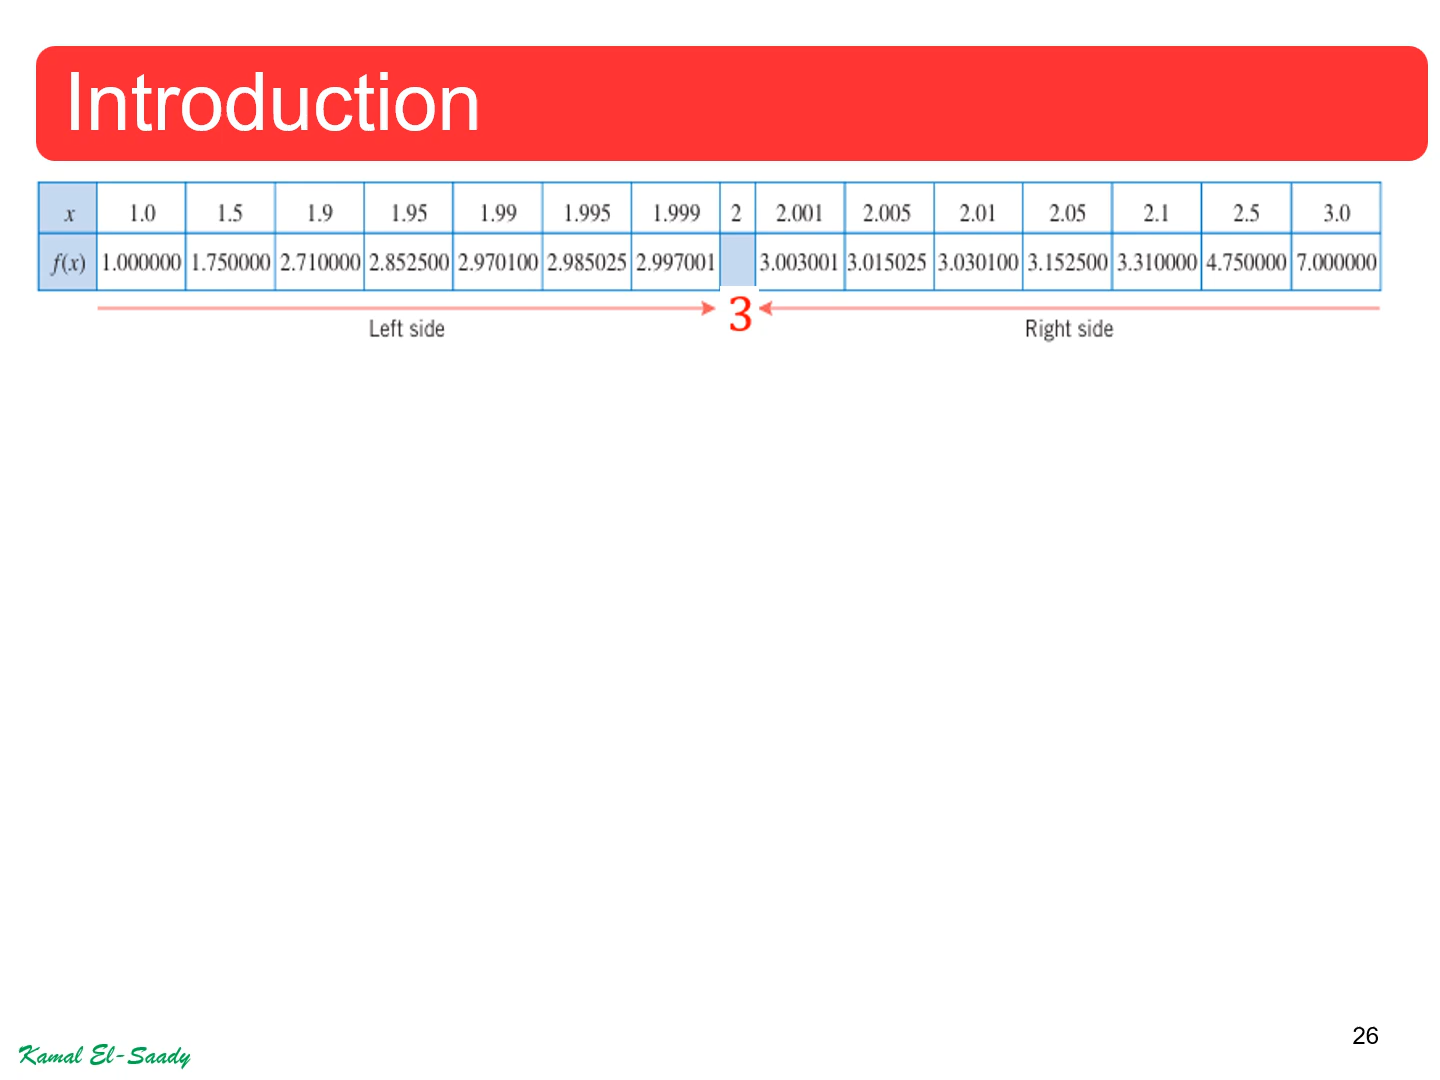 Introduction
x 1.0 1.5 1.9 1.95 1.99 1.995 1.999 2 2.001 2.005 2.01 2.05 2.1 2.5 3.0
f(x) 1.000000 1.750000 2.710000 2.852500 2.970100 2.985025 2.997001 3.003001 3.015025 3.030100 3.152500 3.310000 4.750000 7.000000
3
Left side Right side
26
Kamal El-Saady